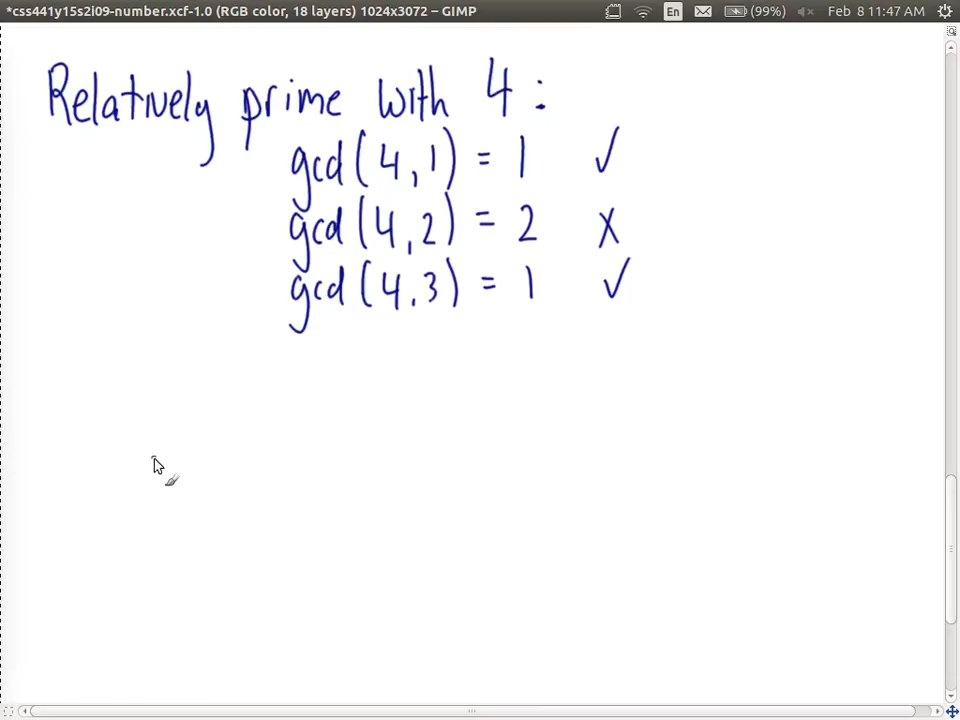 *css441y15s2i09-number.xcf-1.0 (RGB color, 18 layers) 1024x3072 – GIMP En (99%) Feb 8 11:47 AM
Relatively prime with 4 :
gcd(4,1) = 1 ✓
gcd(4,2) = 2 X
gcd(4,3) = 1 ✓